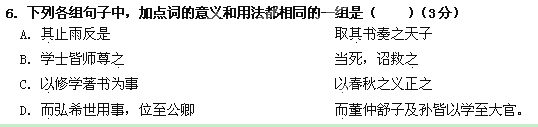 6. 下列各组句子中，加点词的意义和用法都相同的一组是（　　）（3分）
A. 其止雨反是　　　　　　　　取其书奏之天子
B. 学士皆师尊之　　　　　　　当死，诏救之
C. 以修学著书为事　　　　　　以春秋之义正之
D. 而弘希世用事，位至公卿　　而董仲舒子及孙皆以学至大官。